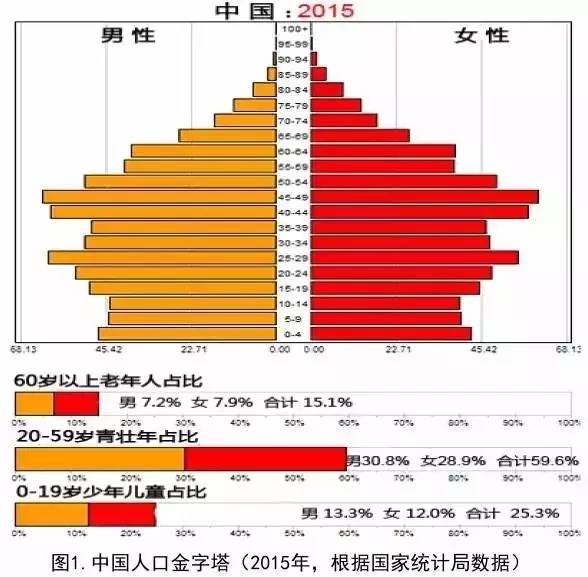 中国:2015
男性 女性
100+
95-99
90-94
85-89
80-84
75-79
70-74
65-69
60-64
55-59
50-54
45-49
40-44
35-39
30-34
25-29
20-24
15-19
10-14
5-9
0-4
68.13 45.42 22.71 0.00 0.00 22.71 45.42 68.13
60岁以上老年人占比
男 7.2% 女 7.9% 合计 15.1%
0% 10% 20% 30% 40% 50% 60% 70% 80% 90% 100%
20-59岁青壮年占比
男30.8% 女28.9% 合计59.6%
0% 10% 20% 30% 40% 50% 60% 70% 80% 90% 100%
0-19岁少年儿童占比
男 13.3% 女 12.0% 合计 25.3%
0% 10% 20% 30% 40% 50% 60% 70% 80% 90% 100%
图1.中国人口金字塔（2015年，根据国家统计局数据）